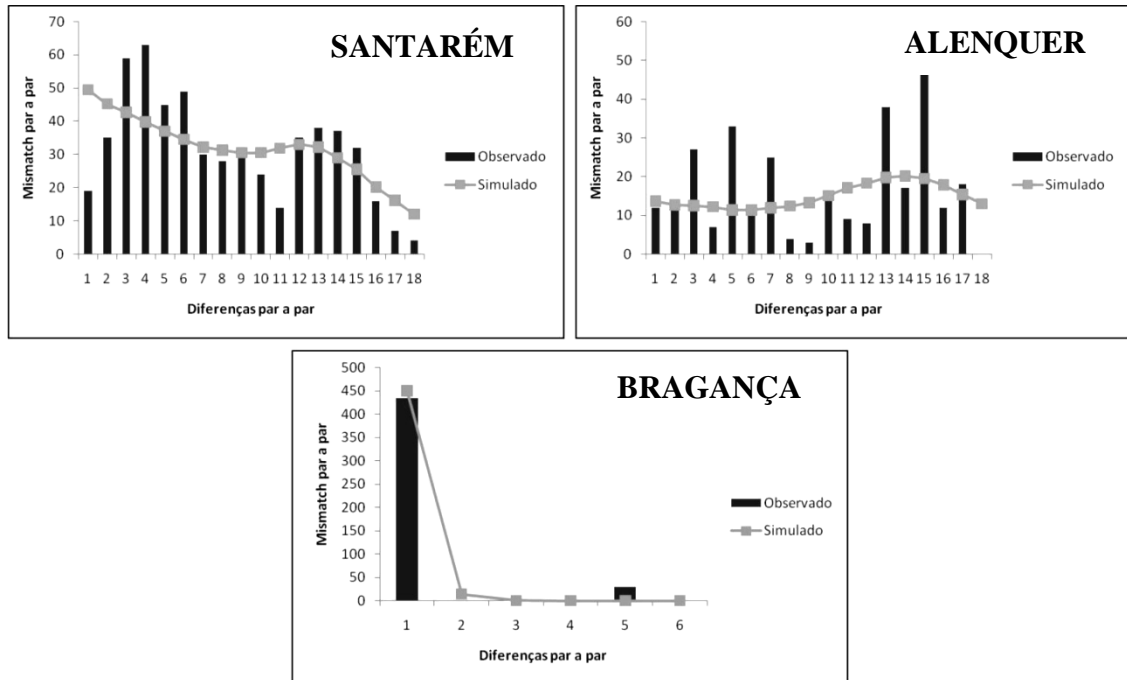 SANTARÉM
Mismatch par a par
70
60
50
40
30
20
10
0
1 2 3 4 5 6 7 8 9 10 11 12 13 14 15 16 17 18
Diferenças par a par
Observado
Simulado
ALENQUER
Mismatch par a par
60
50
40
30
20
10
0
1 2 3 4 5 6 7 8 9 10 11 12 13 14 15 16 17 18
Diferenças par a par
Observado
Simulado
BRAGANÇA
Mismatch par a par
500
450
400
350
300
250
200
150
100
50
0
1 2 3 4 5 6
Diferenças par a par
Observado
Simulado